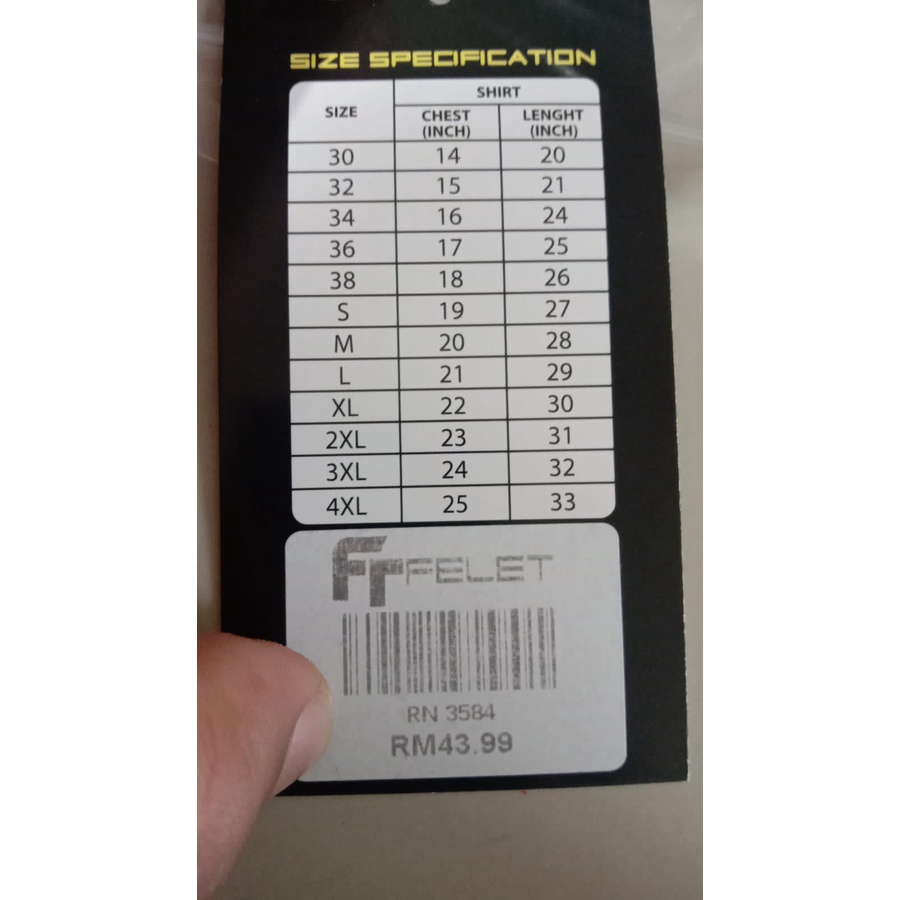 SIZE SPECIFICATION
SIZE SHIRT
CHEST (INCH) LENGHT (INCH)
30 14 20
32 15 21
34 16 24
36 17 25
38 18 26
S 19 27
M 20 28
L 21 29
XL 22 30
2XL 23 31
3XL 24 32
4XL 25 33
FT FELET
RN 3584
RM43.99